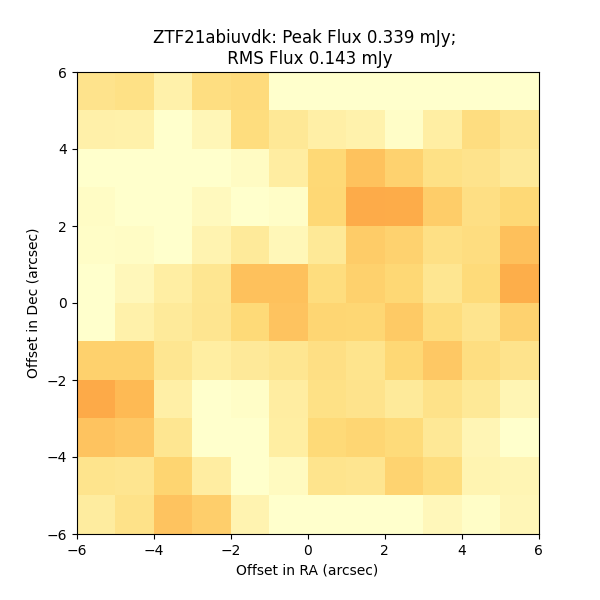 ZTF21abiuvdk: Peak Flux 0.339 mJy;
RMS Flux 0.143 mJy
6
4
2
0
−2
−4
−6
Offset in Dec (arcsec)
−6 −4 −2 0 2 4 6
Offset in RA (arcsec)